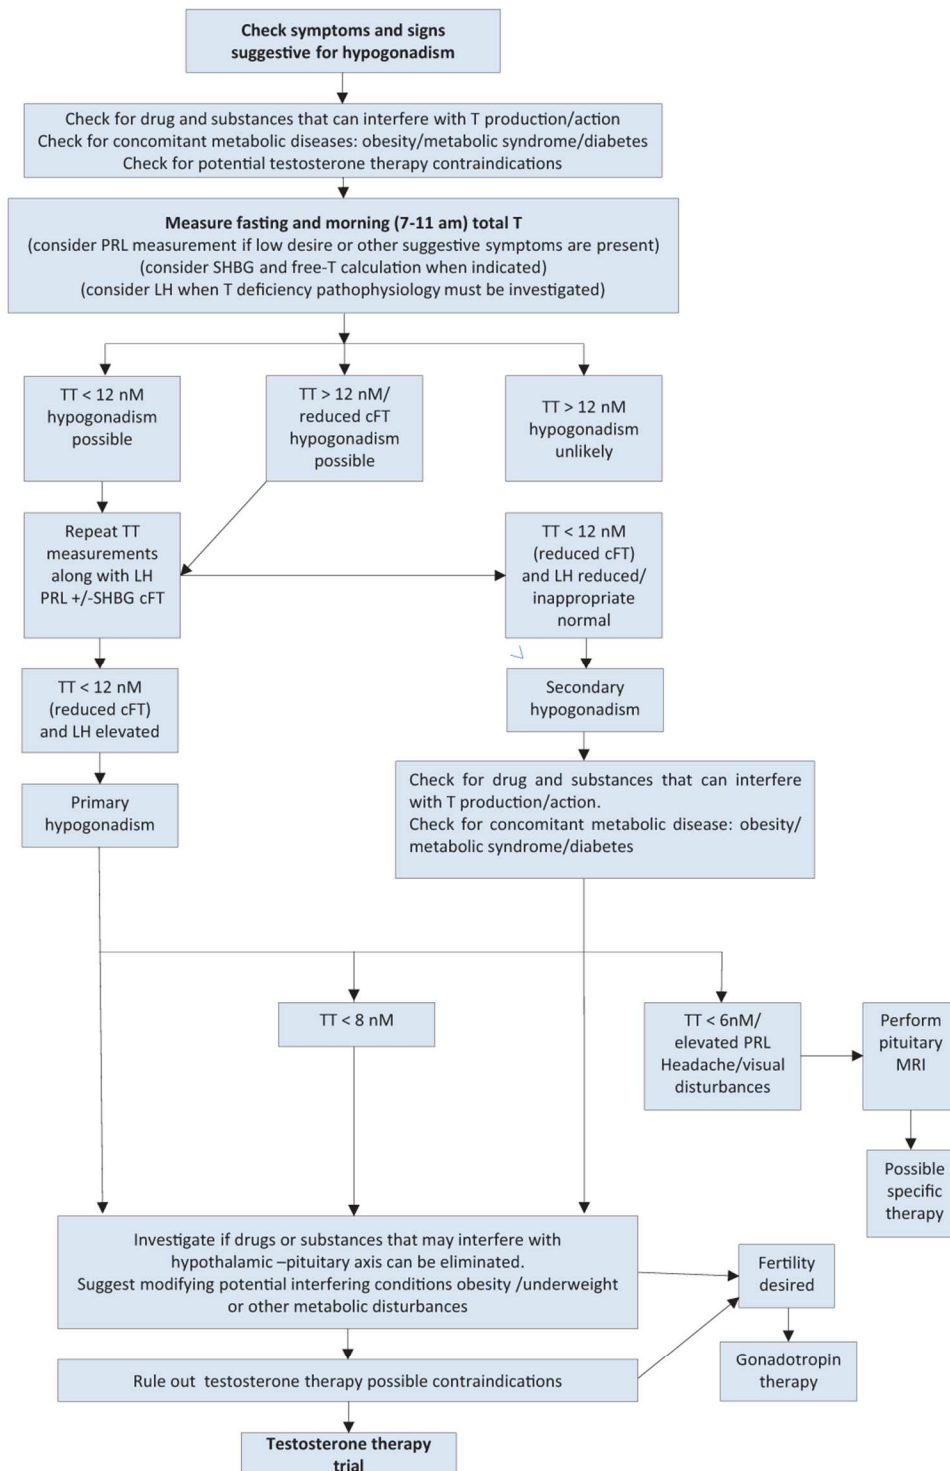 Check symptoms and signs
suggestive for hypogonadism
Check for drug and substances that can interfere with T production/action
Check for concomitant metabolic diseases: obesity/metabolic syndrome/diabetes
Check for potential testosterone therapy contraindications
Measure fasting and morning (7-11 am) total T
(consider PRL measurement if low desire or other suggestive symptoms are present)
(consider SHBG and free-T calculation when indicated)
(consider LH when T deficiency pathophysiology must be investigated)
TT < 12 nM
hypogonadism
possible
TT > 12 nM/
reduced cFT
hypogonadism
possible
TT > 12 nM
hypogonadism
unlikely
Repeat TT
measurements
along with LH
PRL +/-SHBG cFT
TT < 12 nM
(reduced cFT)
and LH reduced/
inappropriate
normal
TT < 12 nM
(reduced cFT)
and LH elevated
Secondary
hypogonadism
Primary
hypogonadism
Check for drug and substances that can interfere
with T production/action.
Check for concomitant metabolic disease: obesity/
metabolic syndrome/diabetes
TT < 8 nM
TT < 6nM/
elevated PRL
Headache/visual
disturbances
Perform
pituitary
MRI
Possible
specific
therapy
Investigate if drugs or substances that may interfere with
hypothalamic –pituitary axis can be eliminated.
Suggest modifying potential interfering conditions obesity /underweight
or other metabolic disturbances
Fertility
desired
Gonadotropin
therapy
Rule out testosterone therapy possible contraindications
Testosterone therapy
trial